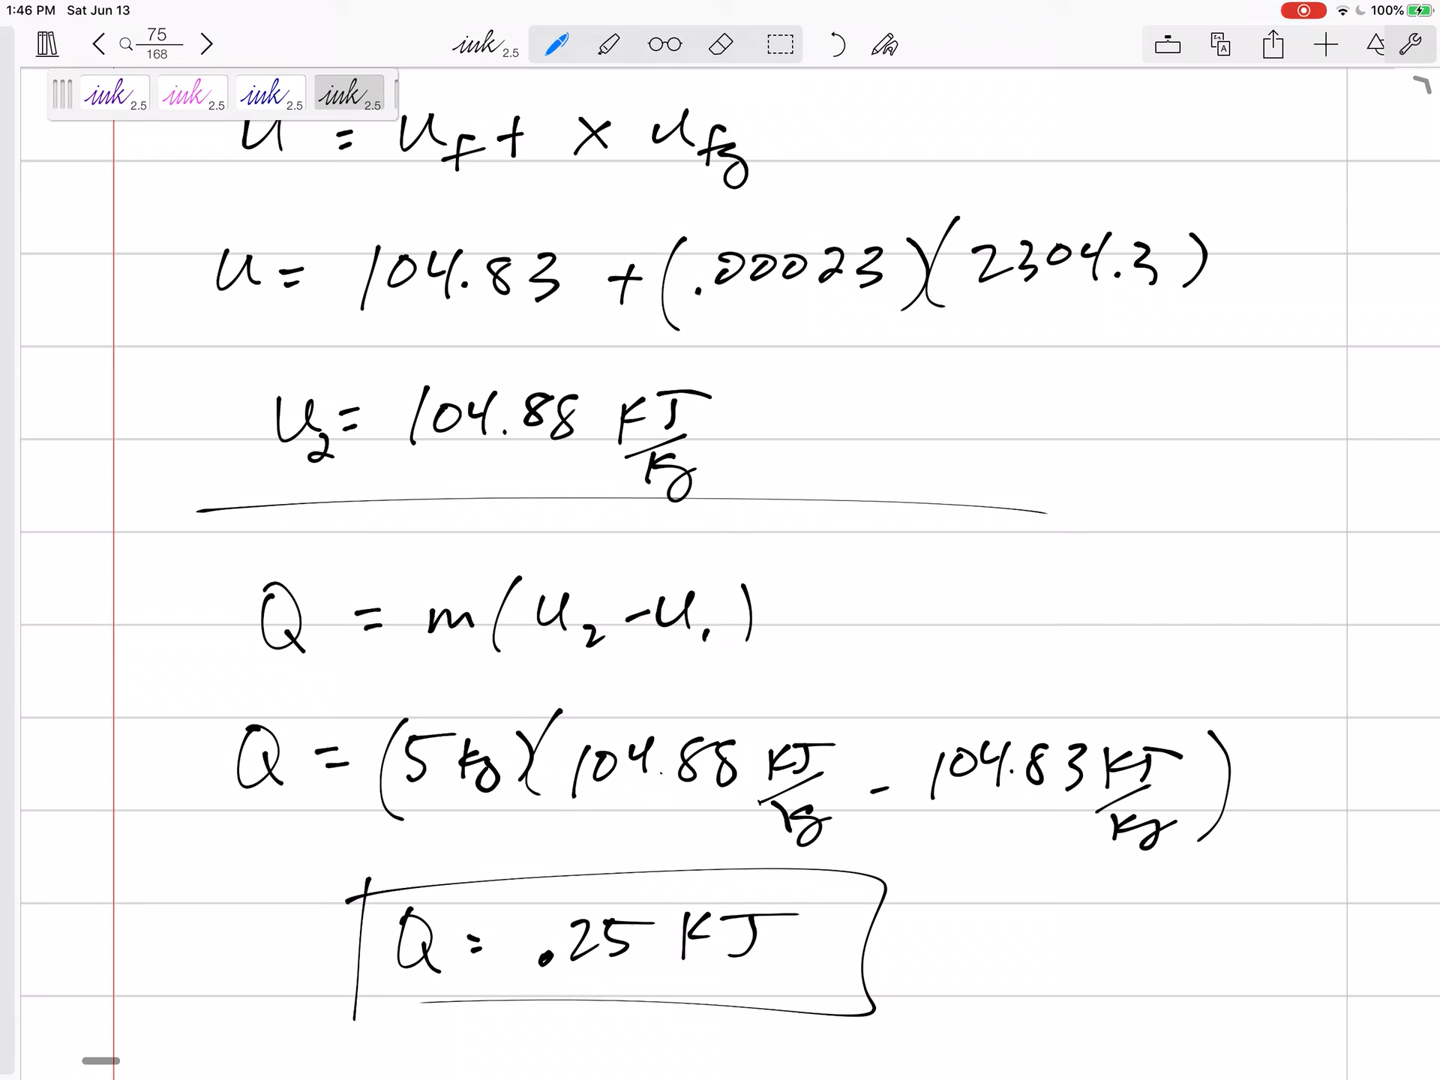 1:46 PM Sat Jun 13 100%
75
168
ink 2.5
ink 2.5 ink 2.5 ink 2.5 ink 2.5
u = uf + x ufg
u = 104.83 + (.00023)(2304.3)
u2 = 104.88 KJ/kg
Q = m(u2 - u1)
Q = (5 kg)(104.88 KJ/kg - 104.83 KJ/kg)
Q = .25 KJ